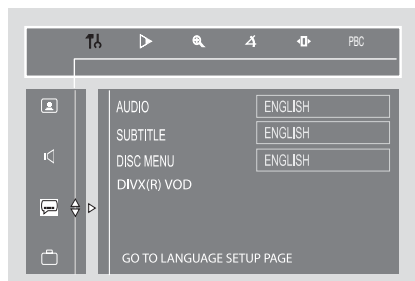 PBC
AUDIO ENGLISH
SUBTITLE ENGLISH
DISC MENU ENGLISH
DIVX(R) VOD
GO TO LANGUAGE SETUP PAGE